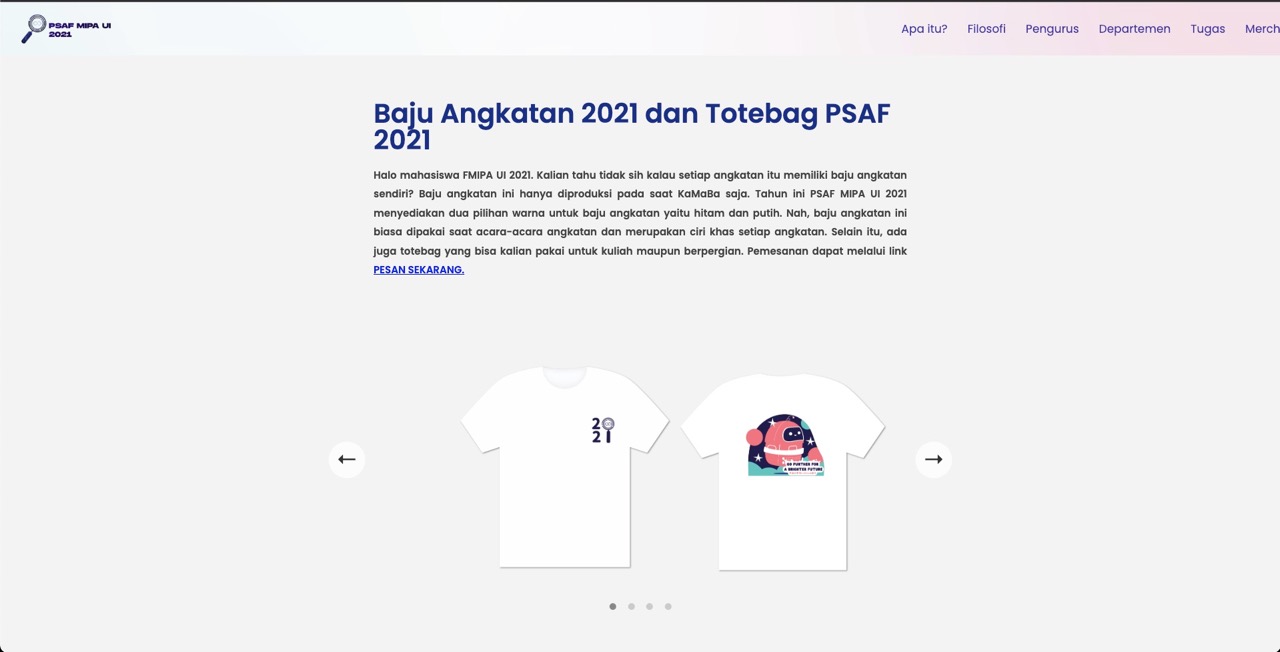 PSAF MIPA UI
2021
Apa itu? Filosofi Pengurus Departemen Tugas Merch
Baju Angkatan 2021 dan Totebag PSAF
2021
Halo mahasiswa FMIPA UI 2021. Kalian tahu tidak sih kalau setiap angkatan itu memiliki baju angkatan
sendiri? Baju angkatan ini hanya diproduksi pada saat KaMaBa saja. Tahun ini PSAF MIPA UI 2021
menyediakan dua pilihan warna untuk baju angkatan yaitu hitam dan putih. Nah, baju angkatan ini
biasa dipakai saat acara-acara angkatan dan merupakan ciri khas setiap angkatan. Selain itu, ada
juga totebag yang bisa kalian pakai untuk kuliah maupun berpergian. Pemesanan dapat melalui link
PESAN SEKARANG.
2
2
GO FURTHER FOR
A BRIGHTER FUTURE